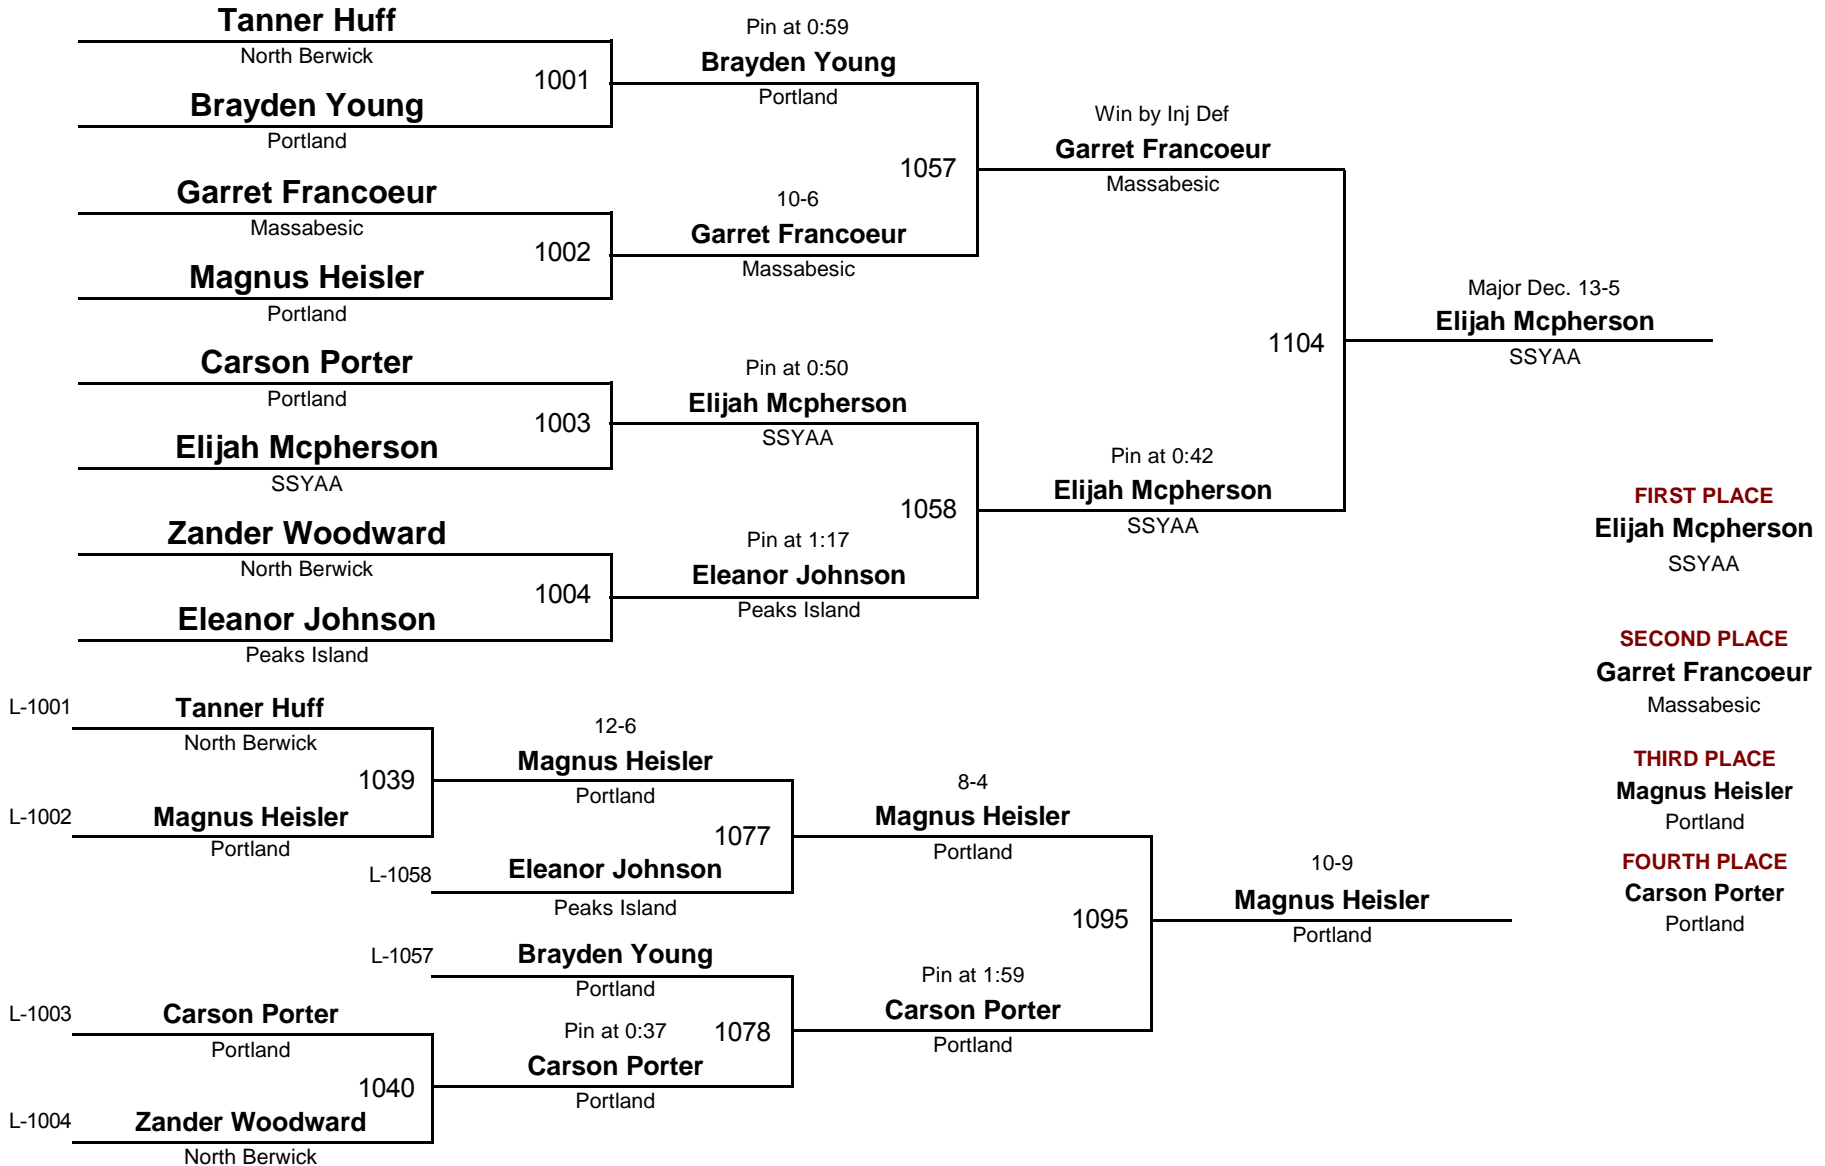 Tanner Huff
North Berwick
1001
Brayden Young
Portland
Garret Francoeur
Massabesic
1002
Magnus Heisler
Portland
Carson Porter
Portland
1003
Elijah Mcpherson
SSYAA
Zander Woodward
North Berwick
1004
Eleanor Johnson
Peaks Island
Pin at 0:59
Brayden Young
Portland
1057
10-6
Garret Francoeur
Massabesic
Pin at 0:50
Elijah Mcpherson
SSYAA
1058
Pin at 1:17
Eleanor Johnson
Peaks Island
Win by Inj Def
Garret Francoeur
Massabesic
1104
Pin at 0:42
Elijah Mcpherson
SSYAA
Major Dec. 13-5
Elijah Mcpherson
SSYAA
FIRST PLACE
Elijah Mcpherson
SSYAA
SECOND PLACE
Garret Francoeur
Massabesic
THIRD PLACE
Magnus Heisler
Portland
FOURTH PLACE
Carson Porter
Portland
L-1001
Tanner Huff
North Berwick
1039
L-1002
Magnus Heisler
Portland
12-6
Magnus Heisler
Portland
1077
L-1058
Eleanor Johnson
Peaks Island
L-1057
Brayden Young
Portland
1078
L-1003
Carson Porter
Portland
1040
L-1004
Zander Woodward
North Berwick
Pin at 0:37
Carson Porter
Portland
8-4
Magnus Heisler
Portland
1095
Pin at 1:59
Carson Porter
Portland
10-9
Magnus Heisler
Portland